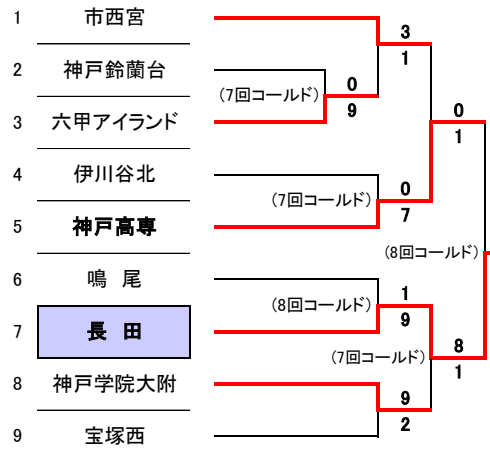 1 市西宮
3
1
2 神戸鈴蘭台
(7回コールド)
0
9
3 六甲アイランド
0
1
4 伊川谷北
(7回コールド)
0
7
5 神戸高専
(8回コールド)
6 鳴 尾
(8回コールド)
1
9
7 長 田
(7回コールド)
8
1
8 神戸学院大附
9
2
9 宝塚西